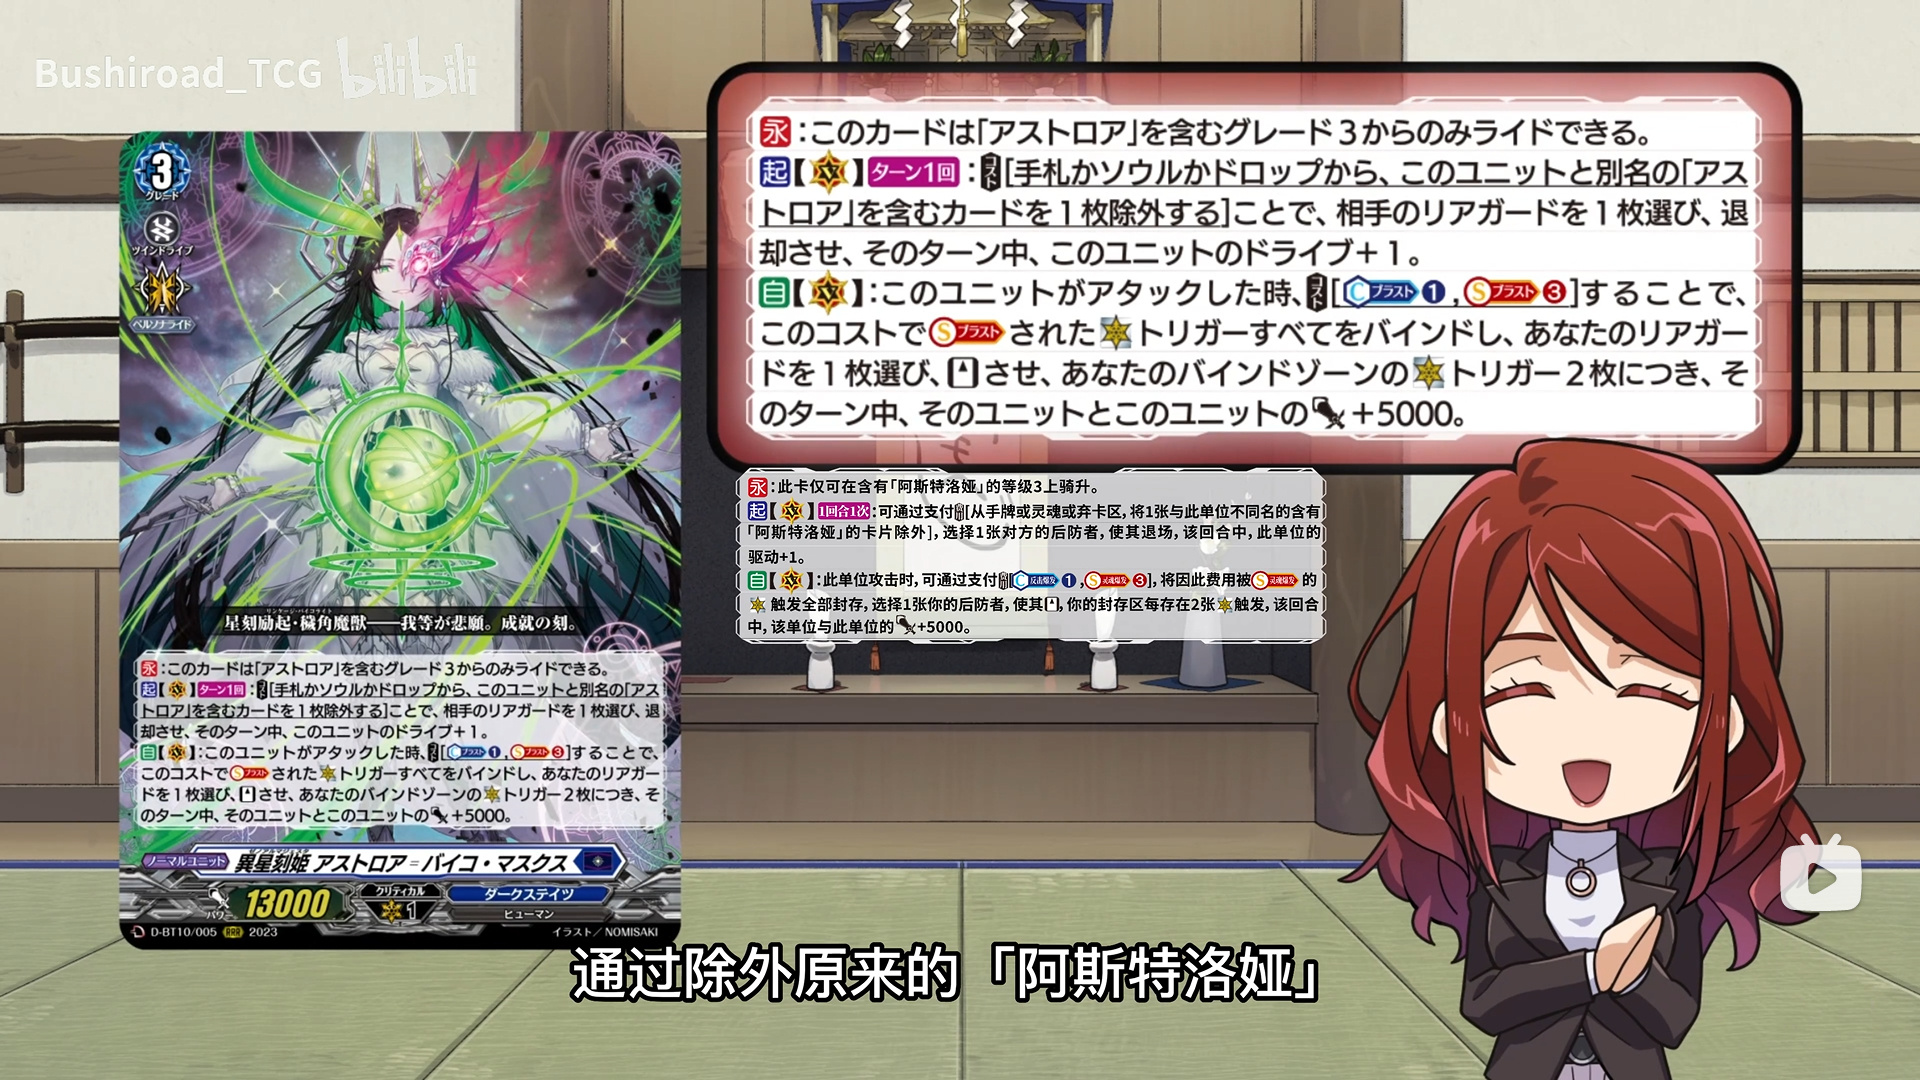 Bushiroad_TCG bilibili
永:このカードは「アストロア」を含むグレード3からのみライドできる。
起【V】ターン1回:コスト[手札かソウルかドロップから、このユニットと別名の「アス
トロア」を含むカードを1枚除外する]ことで、相手のリアガードを1枚選び、退
却させ、そのターン中、このユニットのドライブ+1。
自【V】:このユニットがアタックした時、コスト[Cブラスト1,Sブラスト3]することで、
このコストでSブラストされたトリガーすべてをバインドし、あなたのリアガー
ドを1枚選び、させ、あなたのバインドゾーンのトリガー2枚につき、そ
のターン中、そのユニットとこのユニットの+5000。
永:此卡仅可在含有「阿斯特洛娅」的等级3上骑升。
起【V】1回合1次:可通过支付[从手牌或灵魂或弃卡区,将1张与此单位不同名的含有
「阿斯特洛娅」的卡片除外],选择1张对方的后防者,使其退场,该回合中,此单位的
驱动+1。
自【V】:此单位攻击时,可通过支付[C反击爆发1,S灵魂爆发3],将因此费用被S灵魂爆发的
触发全部封存,选择1张你的后防者,使其,你的封存区每存在2张触发,该回合
中,该单位与此单位的+5000。
3
グレード
ツインドライブ
ペルソナライド
リンケージ・バイコライト
星刻励起・穢角魔獣――我等が悲願。成就の刻。
永:このカードは「アストロア」を含むグレード3からのみライドできる。
起【V】ターン1回:コスト[手札かソウルかドロップから、このユニットと別名の「アス
トロア」を含むカードを1枚除外する]ことで、相手のリアガードを1枚選び、退
却させ、そのターン中、このユニットのドライブ+1。
自【V】:このユニットがアタックした時、コスト[Cブラスト1,Sブラスト3]することで、
このコストでSブラストされたトリガーすべてをバインドし、あなたのリアガー
ドを1枚選び、させ、あなたのバインドゾーンのトリガー2枚につき、そ
のターン中、そのユニットとこのユニットの+5000。
ノーマルユニット 異星刻姫 アストロア=バイコ・マスクス
パワー 13000 クリティカル 1 ダークステイツ
ヒューマン
D-BT10/005 RRR 2023 イラスト/NOMISAKI
通过除外原来的「阿斯特洛娅」